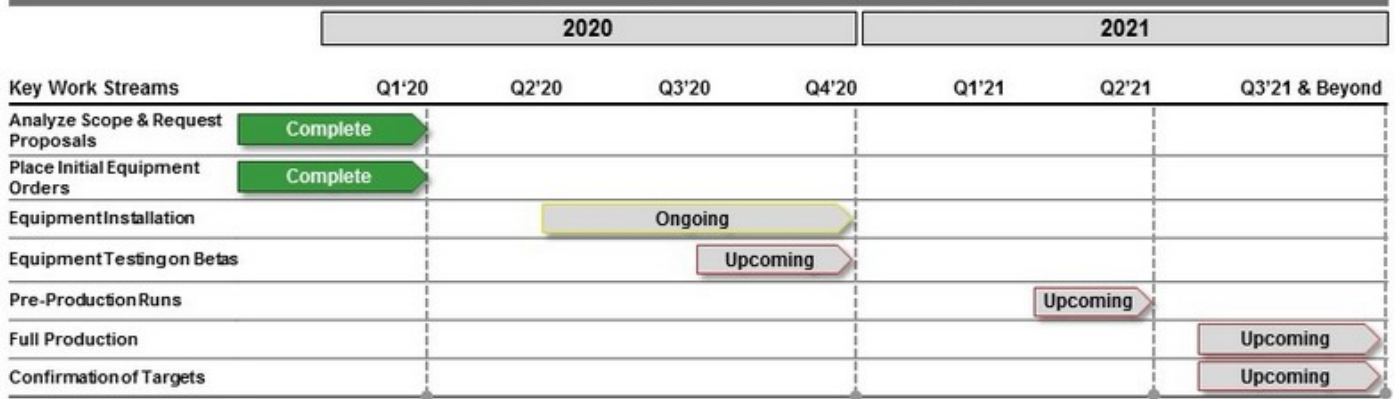 2020 2021
Key Work Streams Q1'20 Q2'20 Q3'20 Q4'20 Q1'21 Q2'21 Q3'21 & Beyond
Analyze Scope & Request
Proposals
Complete
Place Initial Equipment
Orders
Complete
Equipment Installation Ongoing
Equipment Testing on Betas Upcoming
Pre-Production Runs Upcoming
Full Production Upcoming
Confirmation of Targets Upcoming